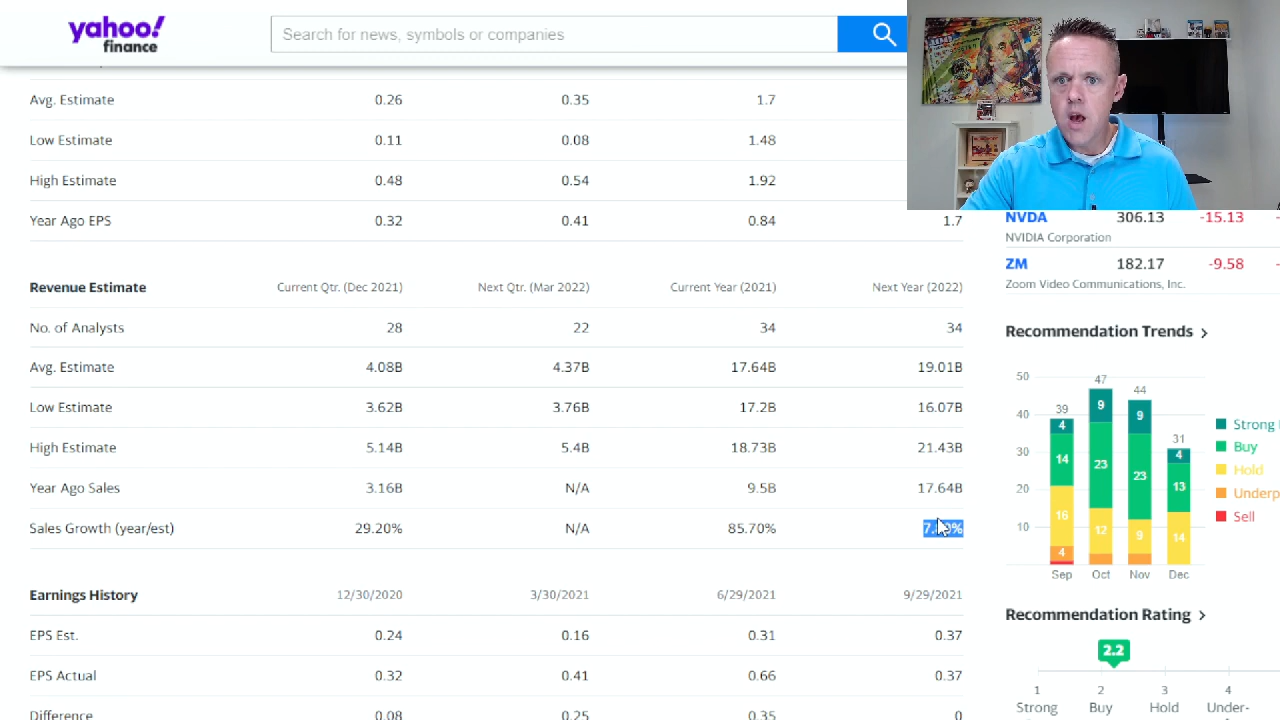 yahoo!
finance
Search for news, symbols or companies
Avg. Estimate 0.26 0.35 1.7
Low Estimate 0.11 0.08 1.48
High Estimate 0.48 0.54 1.92
Year Ago EPS 0.32 0.41 0.84 1.7
Revenue Estimate Current Qtr. (Dec 2021) Next Qtr. (Mar 2022) Current Year (2021) Next Year (2022)
No. of Analysts 28 22 34 34
Avg. Estimate 4.08B 4.37B 17.64B 19.01B
Low Estimate 3.62B 3.76B 17.2B 16.07B
High Estimate 5.14B 5.4B 18.73B 21.43B
Year Ago Sales 3.16B N/A 9.5B 17.64B
Sales Growth (year/est) 29.20% N/A 85.70%
Earnings History 12/30/2020 3/30/2021 6/29/2021 9/29/2021
EPS Est. 0.24 0.16 0.31 0.37
EPS Actual 0.32 0.41 0.66 0.37
Difference 0.08 0.25 0.35 0
NVDA 306.13 -15.13
NVIDIA Corporation
ZM 182.17 -9.58
Zoom Video Communications, Inc.
Recommendation Trends >
50
40
30
20
10
39
4
14
16
4
47
9
23
12
44
9
23
9
31
4
13
14
Sep Oct Nov Dec
Strong
Buy
Hold
Underp
Sell
Recommendation Rating >
2.2
1 2 3 4
Strong Buy Hold Under-